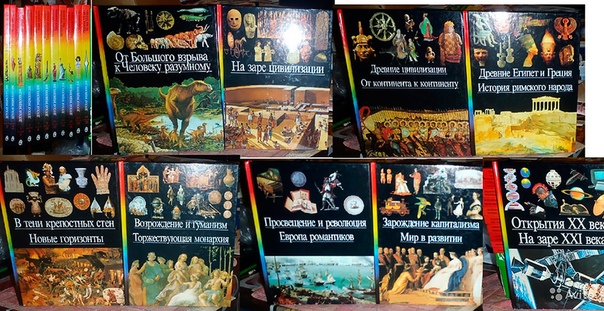 От Большого взрыва
к Человеку разумному
На заре цивилизации
Древние цивилизации
От континента к континенту
Древние Египет и Греция
История римского народа
В тени крепостных стен
Новые горизонты
Возрождение и гуманизм
Торжествующая монархия
Просвещение и революция
Европа романтиков
Зарождение капитализма
Мир в развитии
Открытия XX века
На заре XXI века
Avito